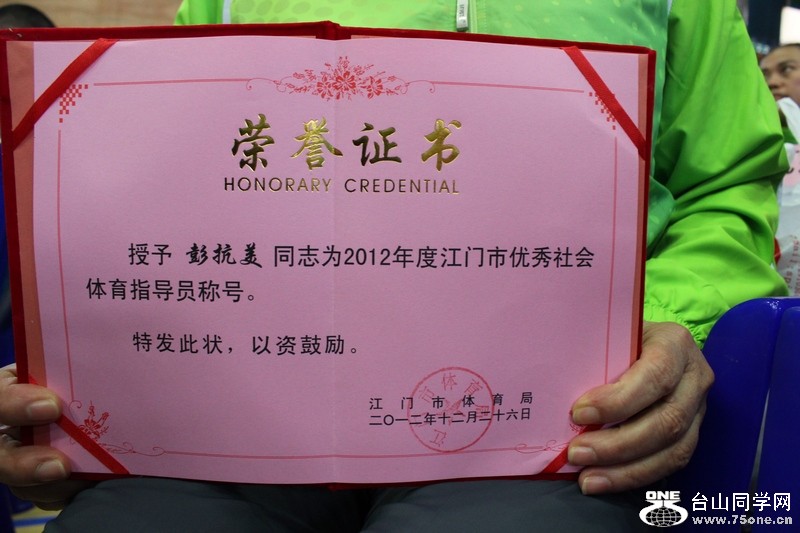 荣誉证书
HONORARY CREDENTIAL
授予 彭抗美 同志为2012年度江门市优秀社会
体育指导员称号。
特发此状，以资鼓励。
江门市体育局
二〇一二年十二月二十六日
ONE 台山同学网
www.75one.cn